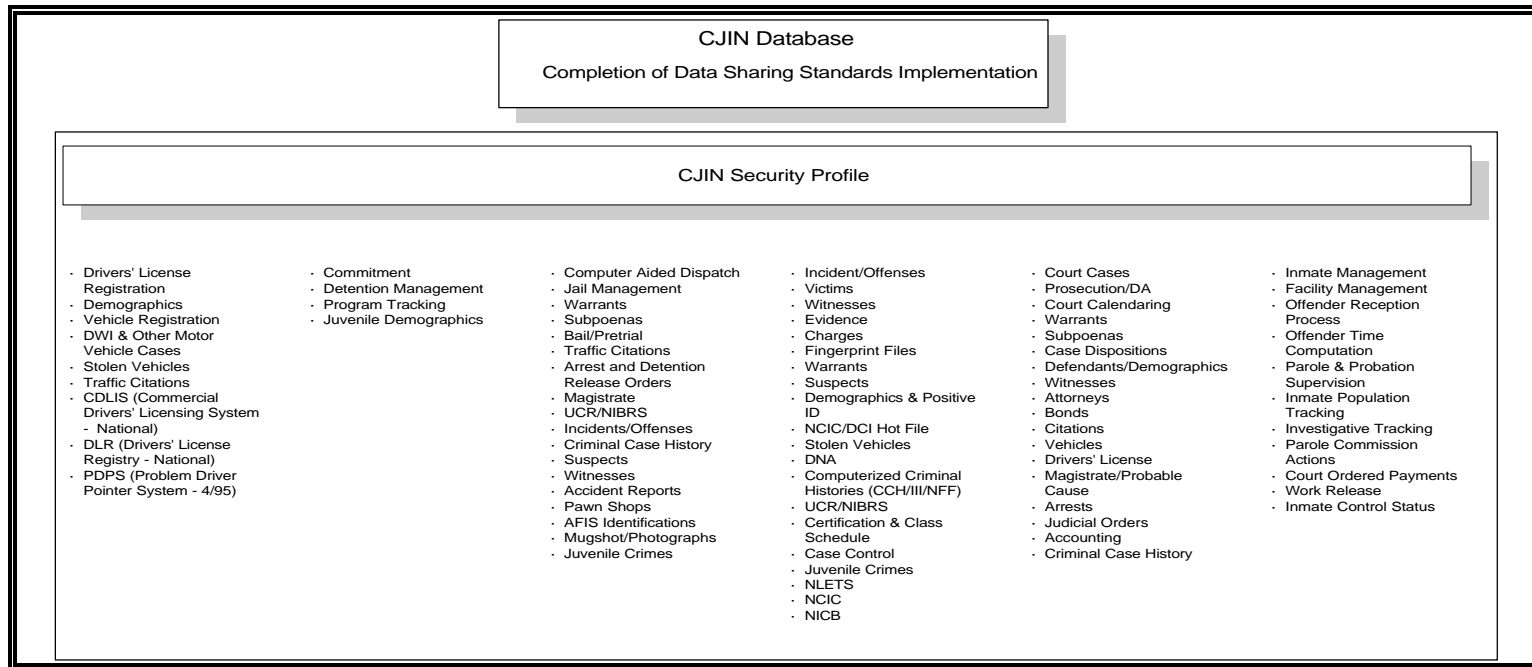 CJIN Database
Completion of Data Sharing Standards Implementation
CJIN Security Profile
· Drivers' License
Registration
· Demographics
· Vehicle Registration
· DWI & Other Motor
Vehicle Cases
· Stolen Vehicles
· Traffic Citations
· CDLIS (Commercial
Drivers' Licensing System
- National)
· DLR (Drivers' License
Registry - National)
· PDPS (Problem Driver
Pointer System - 4/95)
· Commitment
· Detention Management
· Program Tracking
· Juvenile Demographics
· Computer Aided Dispatch
· Jail Management
· Warrants
· Subpoenas
· Bail/Pretrial
· Traffic Citations
· Arrest and Detention
Release Orders
· Magistrate
· UCR/NIBRS
· Incidents/Offenses
· Criminal Case History
· Suspects
· Witnesses
· Accident Reports
· Pawn Shops
· AFIS Identifications
· Mugshot/Photographs
· Juvenile Crimes
· Incident/Offenses
· Victims
· Witnesses
· Evidence
· Charges
· Fingerprint Files
· Warrants
· Suspects
· Demographics & Positive
ID
· NCIC/DCI Hot File
· Stolen Vehicles
· DNA
· Computerized Criminal
Histories (CCH/III/NFF)
· UCR/NIBRS
· Certification & Class
Schedule
· Case Control
· Juvenile Crimes
· NLETS
· NCIC
· NICB
· Court Cases
· Prosecution/DA
· Court Calendaring
· Warrants
· Subpoenas
· Case Dispositions
· Defendants/Demographics
· Witnesses
· Attorneys
· Bonds
· Citations
· Vehicles
· Drivers' License
· Magistrate/Probable
Cause
· Arrests
· Judicial Orders
· Accounting
· Criminal Case History
· Inmate Management
· Facility Management
· Offender Reception
Process
· Offender Time
Computation
· Parole & Probation
Supervision
· Inmate Population
Tracking
· Investigative Tracking
· Parole Commission
Actions
· Court Ordered Payments
· Work Release
· Inmate Control Status